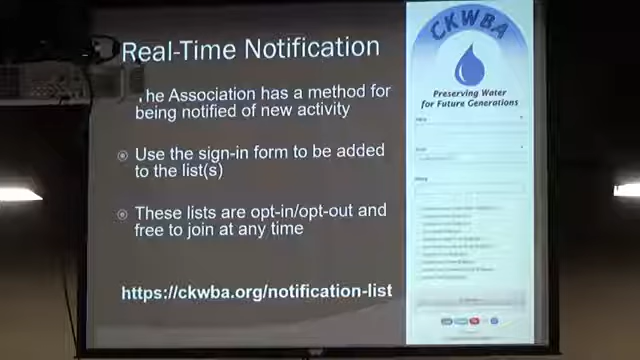 Real-Time Notification
The Association has a method for
being notified of new activity
Use the sign-in form to be added
to the list(s)
These lists are opt-in/opt-out and
free to join at any time
https://ckwba.org/notification-list
CKWBA
Preserving Water
for Future Generations